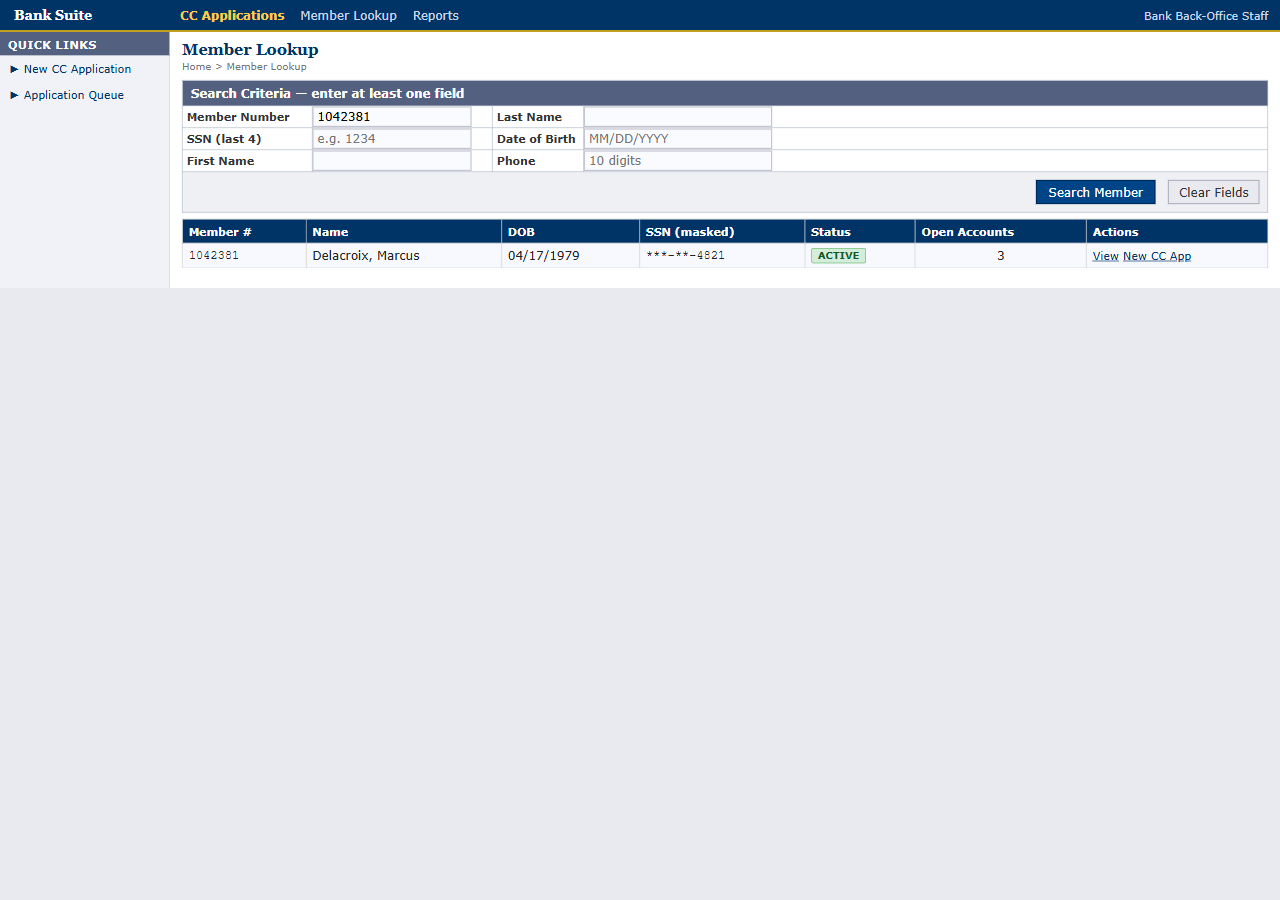 Bank Suite CC Applications Member Lookup Reports Bank Back-Office Staff
QUICK LINKS
► New CC Application
► Application Queue
Member Lookup
Home > Member Lookup
Search Criteria — enter at least one field
Member Number 1042381 Last Name
SSN (last 4) e.g. 1234 Date of Birth MM/DD/YYYY
First Name Phone 10 digits
Search Member Clear Fields
Member # Name DOB SSN (masked) Status Open Accounts Actions
1042381 Delacroix, Marcus 04/17/1979 ***-**-4821 ACTIVE 3 View New CC App